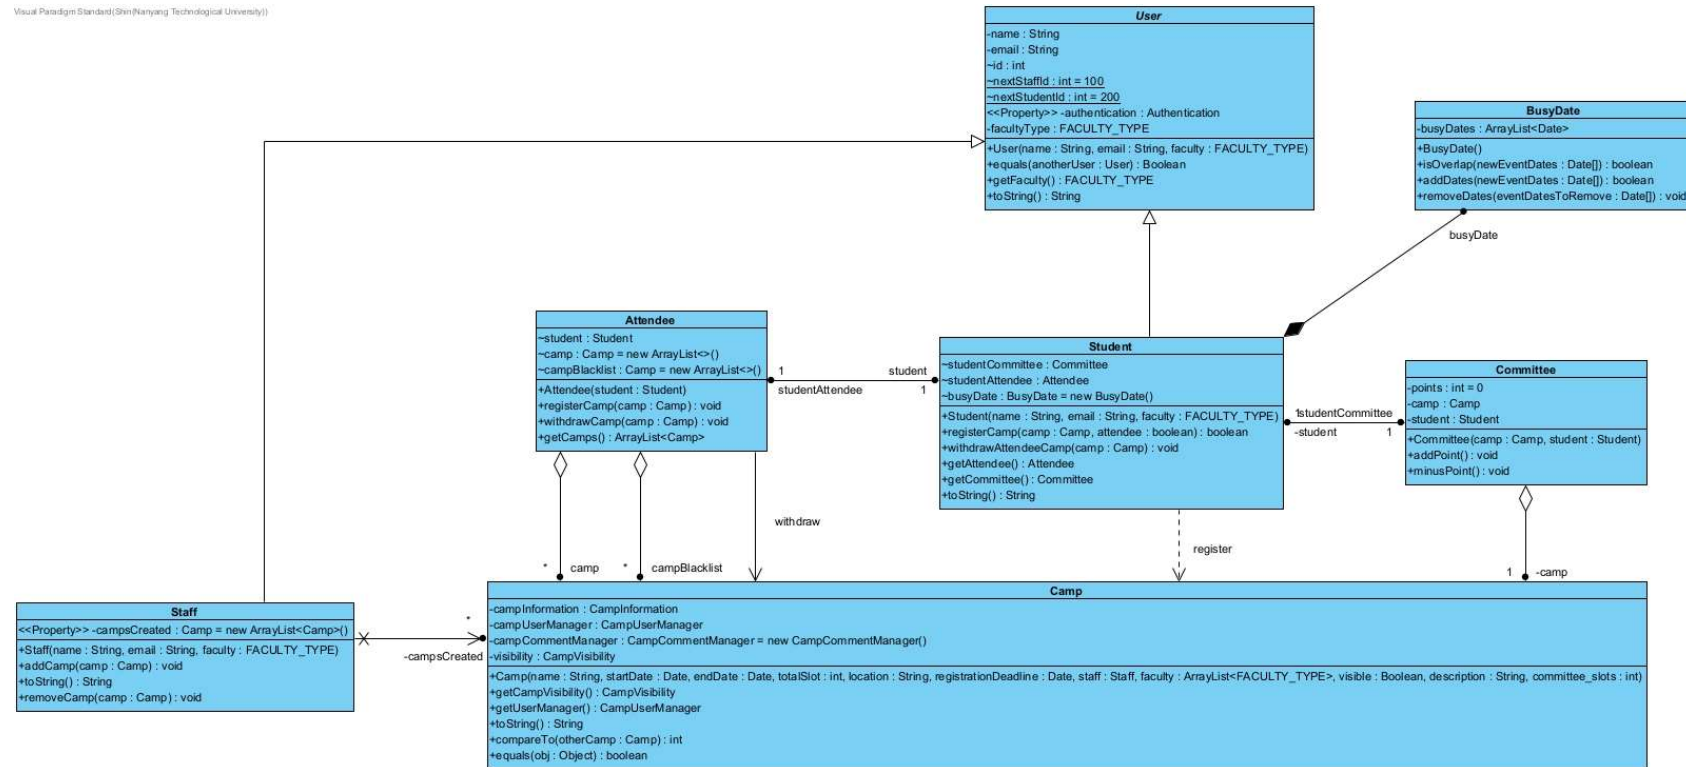 Visual Paradigm Standard(Shin(Nanyang Technological University))
User
-name : String
-email : String
~id : int
~nextStaffId : int = 100
~nextStudentId : int = 200
<<Property>> -authentication : Authentication
-facultyType : FACULTY_TYPE
+User(name : String, email : String, faculty : FACULTY_TYPE)
+equals(anotherUser : User) : Boolean
+getFaculty() : FACULTY_TYPE
+toString() : String
BusyDate
-busyDates : ArrayList<Date>
+BusyDate()
+isOverlap(newEventDates : Date[]) : boolean
+addDates(newEventDates : Date[]) : boolean
+removeDates(eventDatesToRemove : Date[]) : void
busyDate
Attendee
~student : Student
~camp : Camp = new ArrayList<>()
~campBlacklist : Camp = new ArrayList<>()
+Attendee(student : Student)
+registerCamp(camp : Camp) : void
+withdrawCamp(camp : Camp) : void
+getCamps() : ArrayList<Camp>
1
student
studentAttendee
1
Student
~studentCommittee : Committee
~studentAttendee : Attendee
~busyDate : BusyDate = new BusyDate()
+Student(name : String, email : String, faculty : FACULTY_TYPE)
+registerCamp(camp : Camp, attendee : boolean) : boolean
+withdrawAttendeeCamp(camp : Camp) : void
+getAttendee() : Attendee
+getCommittee() : Committee
+toString() : String
1studentCommittee
-student
1
Committee
-points : int = 0
-camp : Camp
-student : Student
+Committee(camp : Camp, student : Student)
+addPoint() : void
+minusPoint() : void
withdraw
register
* camp
* campBlacklist
1 -camp
Staff
<<Property>> -campsCreated : Camp = new ArrayList<Camp>()
+Staff(name : String, email : String, faculty : FACULTY_TYPE)
+addCamp(camp : Camp) : void
+toString() : String
+removeCamp(camp : Camp) : void
*
-campsCreated
Camp
-campInformation : CampInformation
-campUserManager : CampUserManager
-campCommentManager : CampCommentManager = new CampCommentManager()
-visibility : CampVisibility
+Camp(name : String, startDate : Date, endDate : Date, totalSlot : int, location : String, registrationDeadline : Date, staff : Staff, faculty : ArrayList<FACULTY_TYPE>, visible : Boolean, description : String, committee_slots : int)
+getCampVisibility() : CampVisibility
+getUserManager() : CampUserManager
+toString() : String
+compareTo(otherCamp : Camp) : int
+equals(obj : Object) : boolean